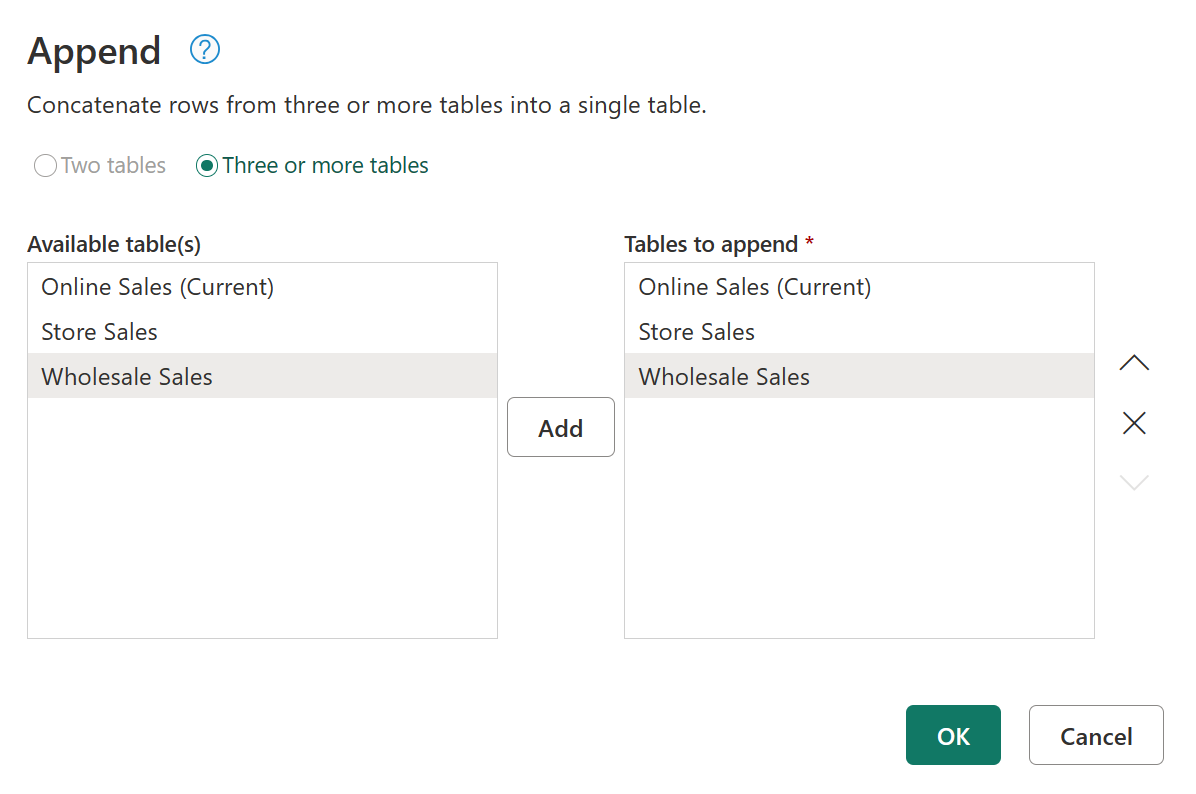 Append
Concatenate rows from three or more tables into a single table.
Two tables Three or more tables
Available table(s)
Online Sales (Current)
Store Sales
Wholesale Sales
Add
Tables to append *
Online Sales (Current)
Store Sales
Wholesale Sales
OK Cancel